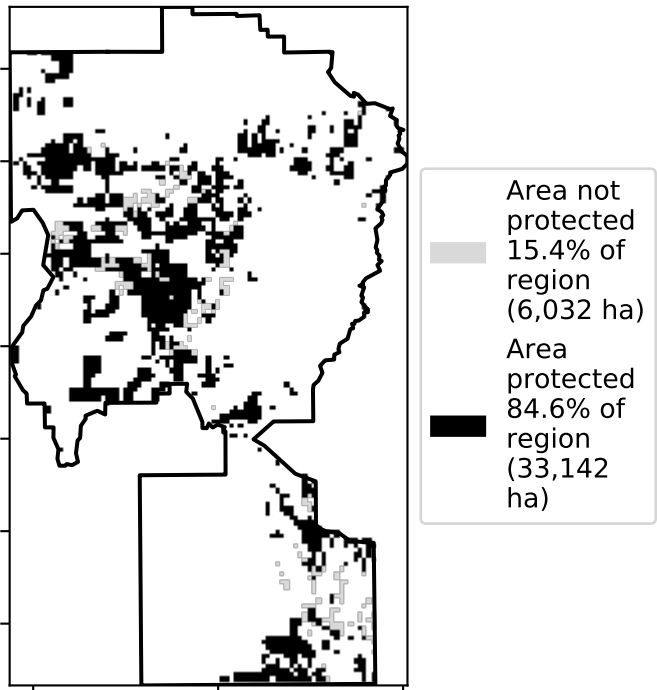 Area not
protected
15.4% of
region
(6,032 ha)
Area
protected
84.6% of
region
(33,142
ha)